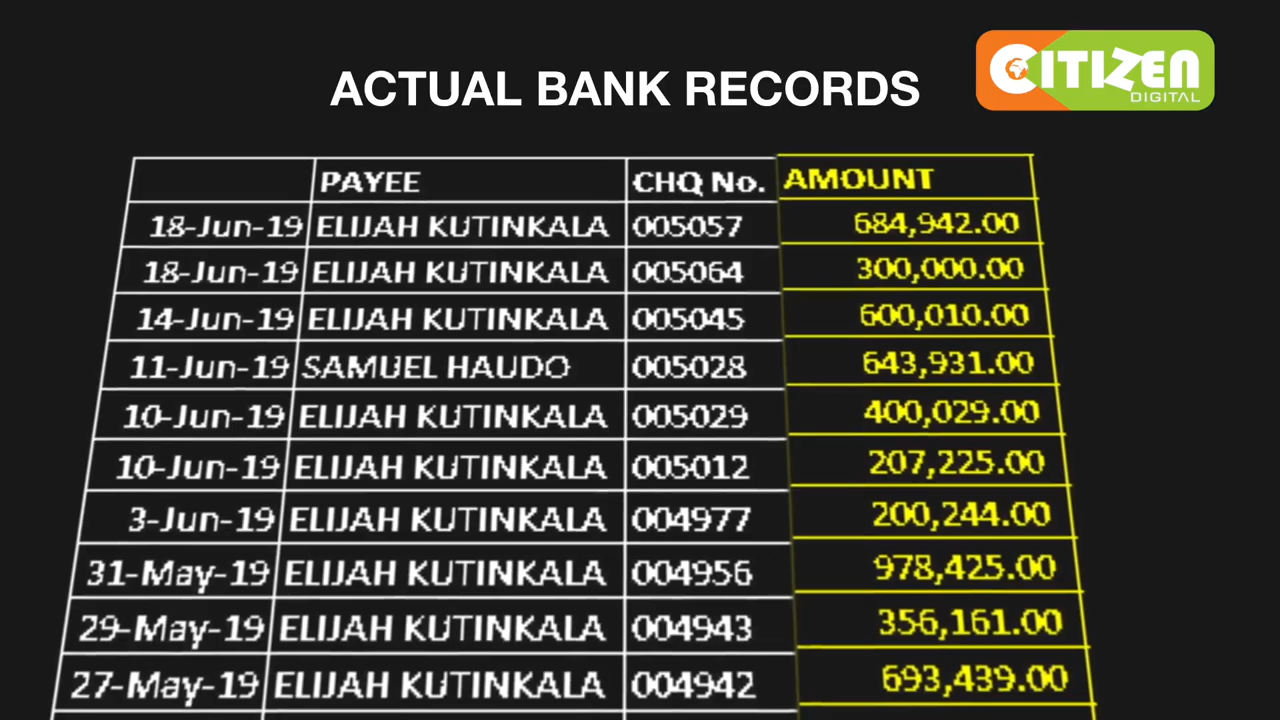 ACTUAL BANK RECORDS
CITIZEN
DIGITAL
PAYEE CHQ No. AMOUNT
18-Jun-19 ELIJAH KUTINKALA 005057 684,942.00
18-Jun-19 ELIJAH KUTINKALA 005064 300,000.00
14-Jun-19 ELIJAH KUTINKALA 005045 600,010.00
11-Jun-19 SAMUEL HAUDO 005028 643,931.00
10-Jun-19 ELIJAH KUTINKALA 005029 400,029.00
10-Jun-19 ELIJAH KUTINKALA 005012 207,225.00
3-Jun-19 ELIJAH KUTINKALA 004977 200,244.00
31-May-19 ELIJAH KUTINKALA 004956 978,425.00
29-May-19 ELIJAH KUTINKALA 004943 356,161.00
27-May-19 ELIJAH KUTINKALA 004942 693,439.00